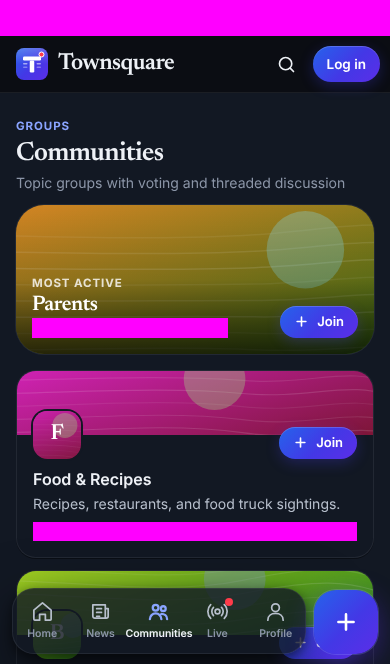 Townsquare
Log in
GROUPS
Communities
Topic groups with voting and threaded discussion
MOST ACTIVE
Parents
+ Join
F
+ Join
Food & Recipes
Recipes, restaurants, and food truck sightings.
B
Home
News
Communities
Live
Profile
+